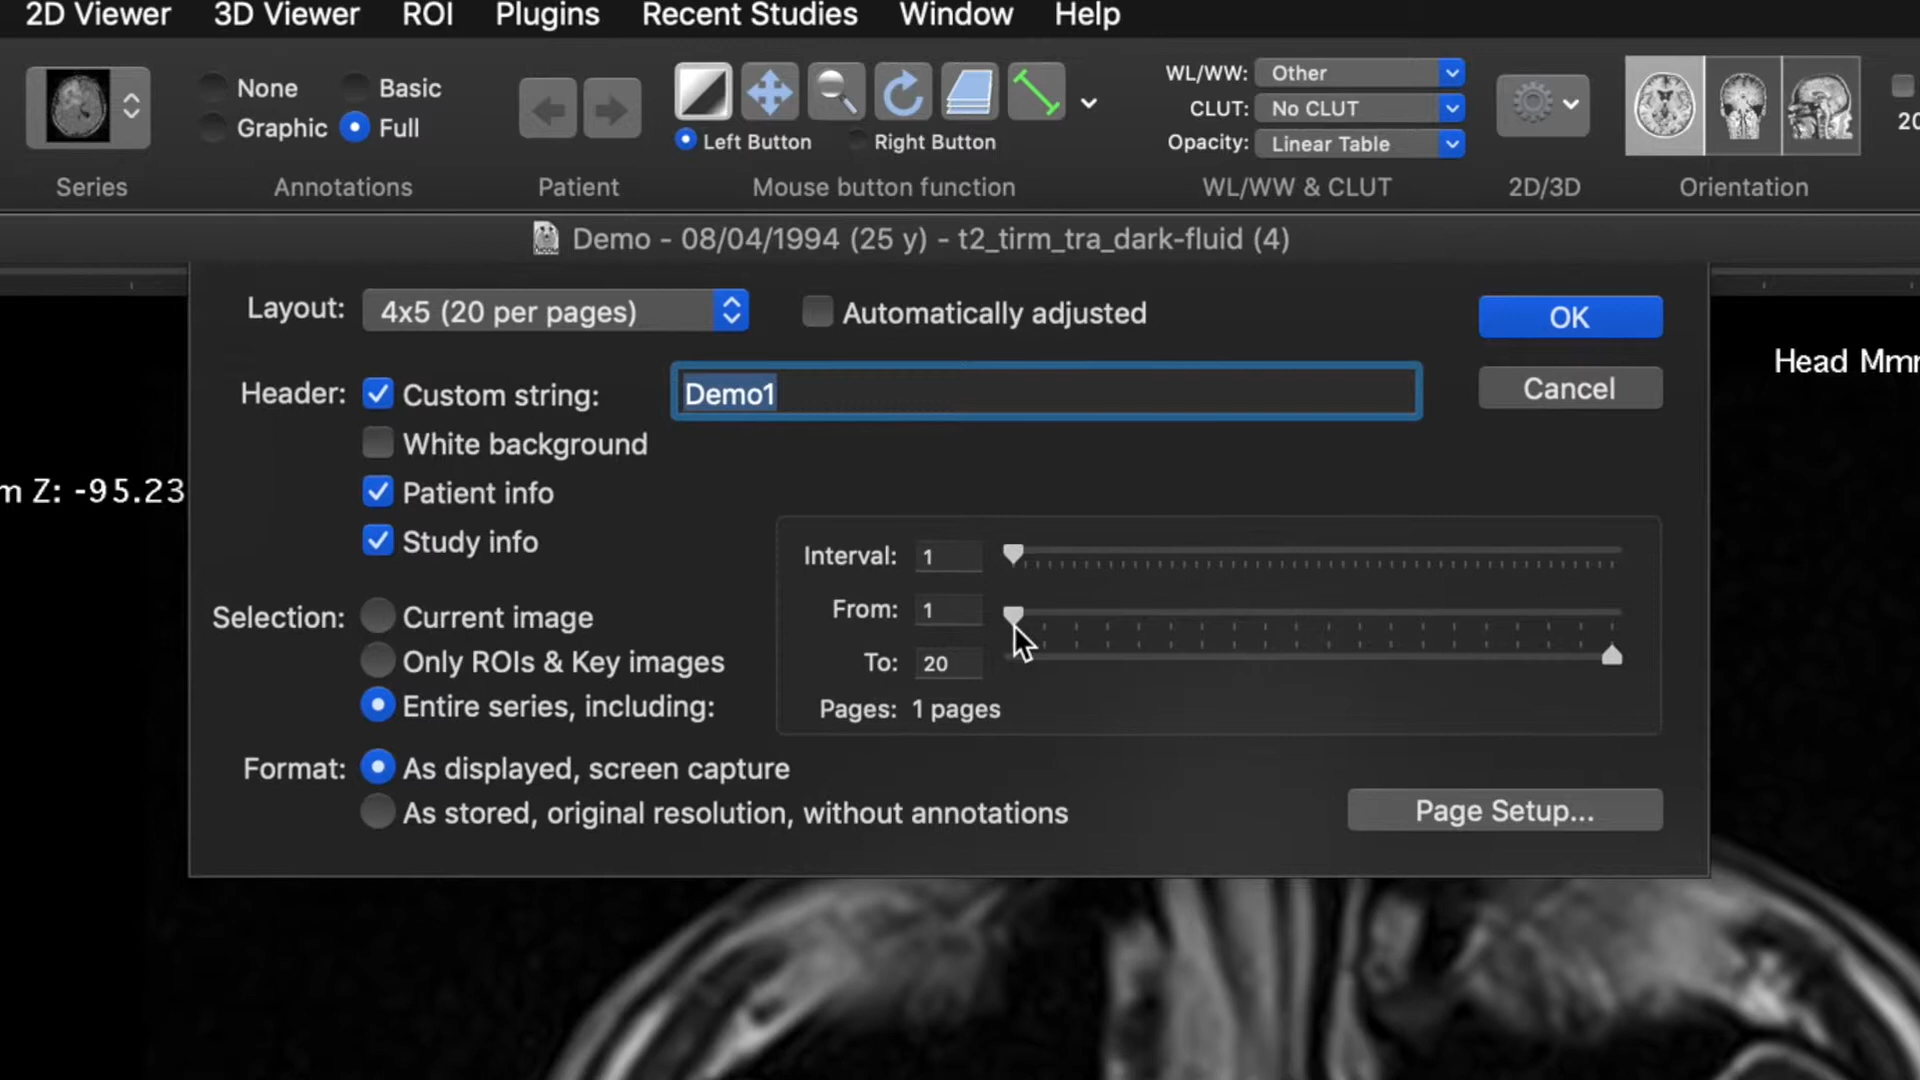 2D Viewer 3D Viewer ROI Plugins Recent Studies Window Help
None Basic
Graphic Full
Left Button Right Button
WL/WW: Other
CLUT: No CLUT
Opacity: Linear Table
Series Annotations Patient Mouse button function WL/WW & CLUT 2D/3D Orientation
Demo - 08/04/1994 (25 y) - t2_tirm_tra_dark-fluid (4)
Layout: 4x5 (20 per pages) Automatically adjusted OK
Head
Header: Custom string: Demo1 Cancel
White background
m Z: -95.23
Patient info
Study info
Interval: 1
From: 1
To: 20
Pages: 1 pages
Selection: Current image
Only ROIs & Key images
Entire series, including:
Format: As displayed, screen capture
As stored, original resolution, without annotations
Page Setup...